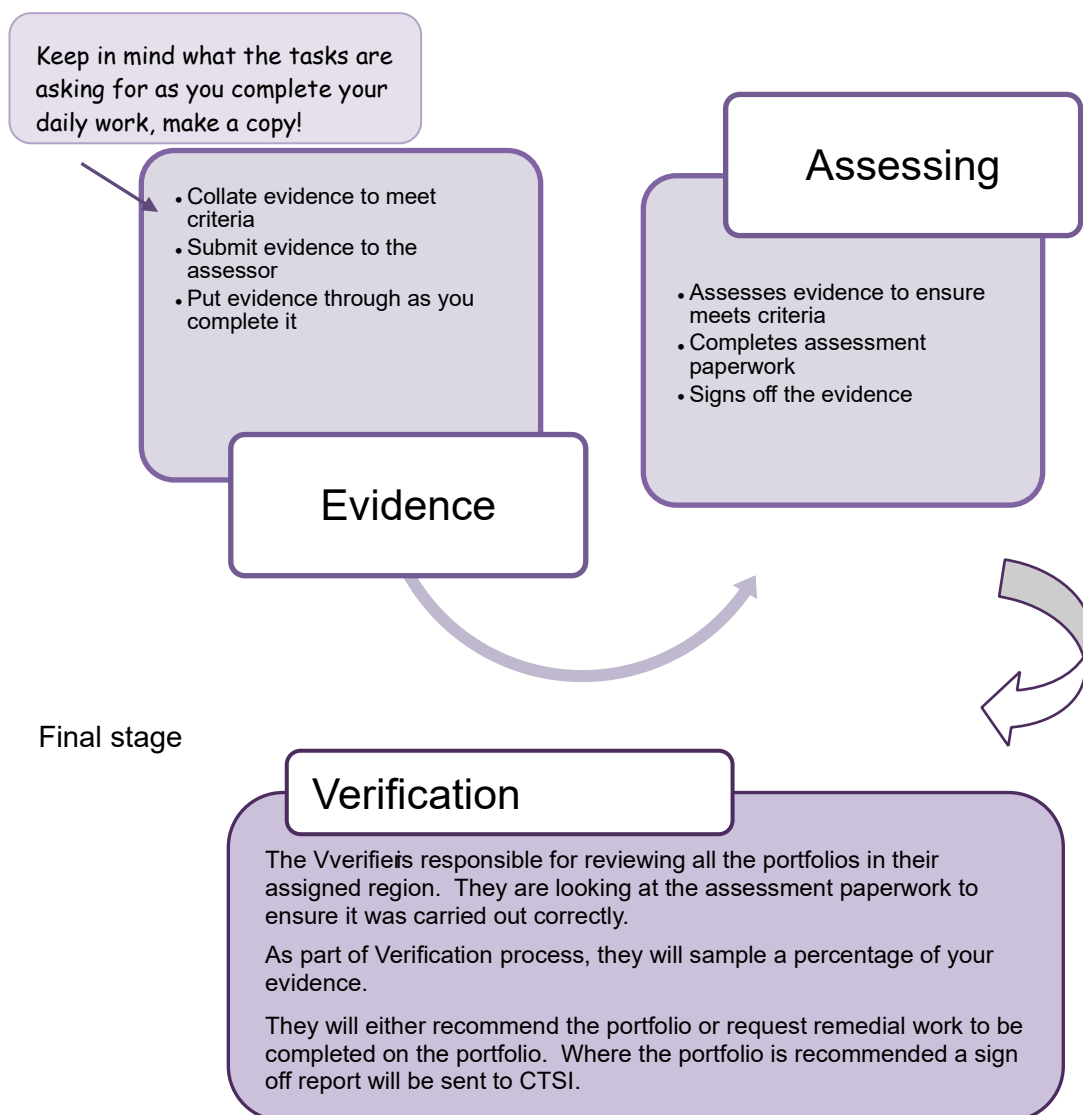 Keep in mind what the tasks are
asking for as you complete your
daily work, make a copy!
• Collate evidence to meet
criteria
• Submit evidence to the
assessor
• Put evidence through as you
complete it
Evidence
Assessing
• Assesses evidence to ensure
meets criteria
• Completes assessment
paperwork
• Signs off the evidence
Final stage
Verification
The Vverifier is responsible for reviewing all the portfolios in their
assigned region.  They are looking at the assessment paperwork to
ensure it was carried out correctly.
As part of Verification process, they will sample a percentage of your
evidence.
They will either recommend the portfolio or request remedial work to be
completed on the portfolio.  Where the portfolio is recommended a sign
off report will be sent to CTSI.